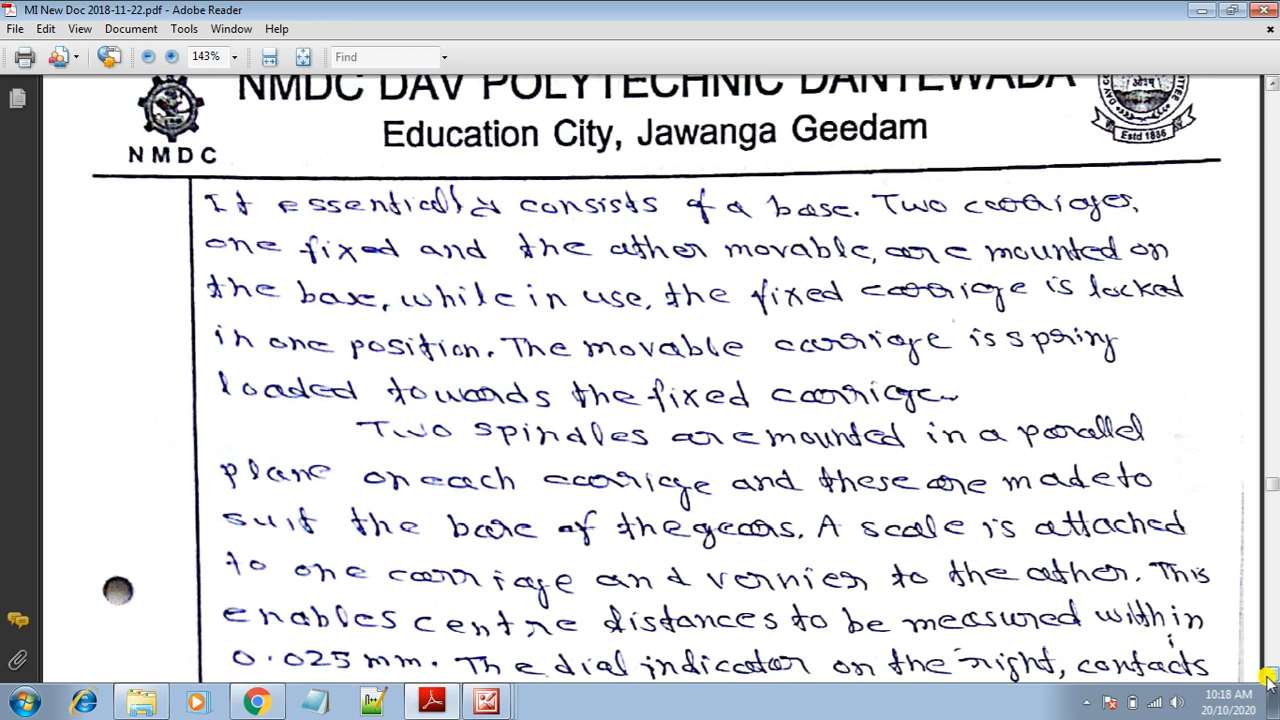 MI New Doc 2018-11-22.pdf - Adobe Reader
File Edit View Document Tools Window Help
143% Find
NMDC DAV POLYTECHNIC DANTEWADA
Education City, Jawanga Geedam
NMDC
Estd 1886
It essentially consists of a base. Two carriages,
one fixed and the other movable, are mounted on
the base, while in use, the fixed carriage is locked
in one position. The movable carriage is spring
loaded towards the fixed carriage.
Two spindles are mounted in a parallel
plane on each carriage and these are made to
suit the bore of the gears. A scale is attached
to one carriage and vernier to the other. This
enables centre distances to be measured within
0.025 mm. The dial indicator on the right, contacts
10:18 AM
20/10/2020